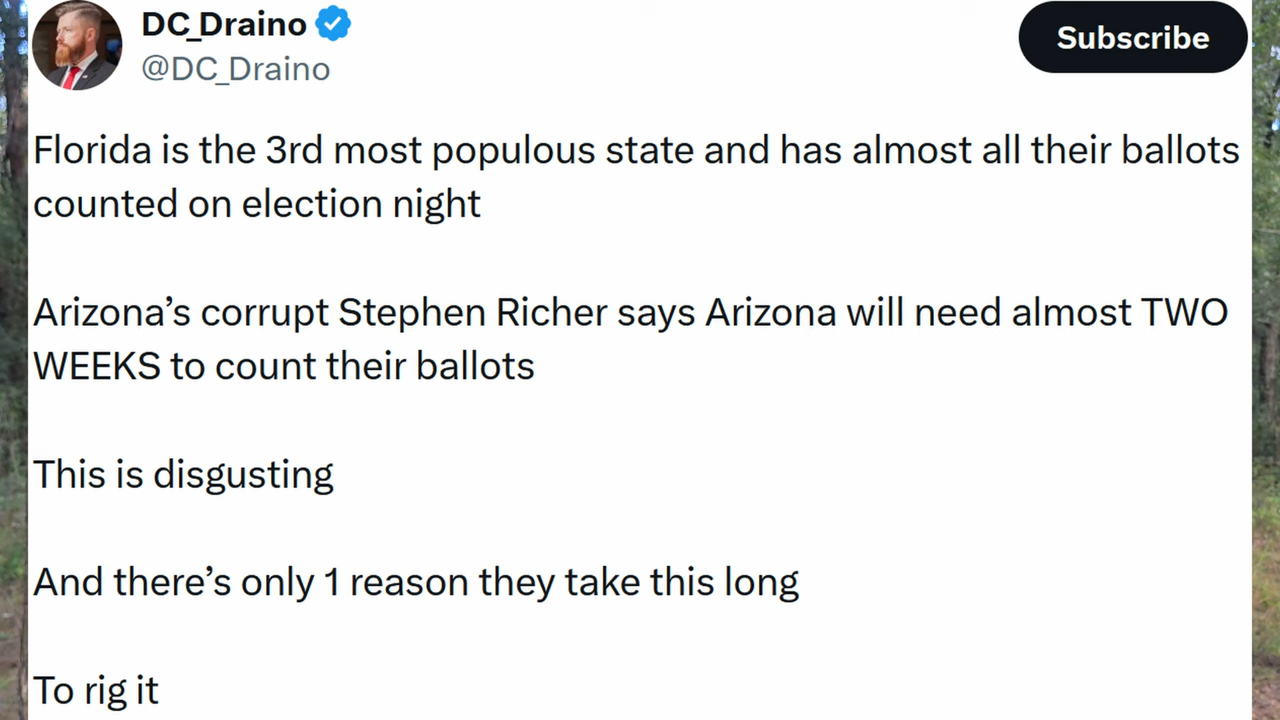 DC_Draino
@DC_Draino
Subscribe
Florida is the 3rd most populous state and has almost all their ballots
counted on election night
Arizona’s corrupt Stephen Richer says Arizona will need almost TWO
WEEKS to count their ballots
This is disgusting
And there’s only 1 reason they take this long
To rig it